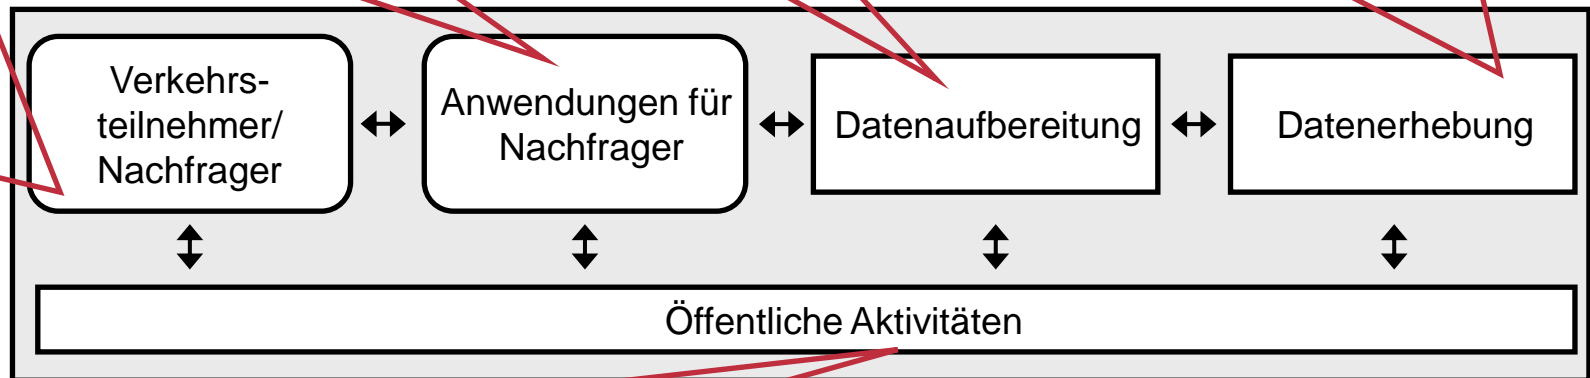 Verkehrs-
teilnehmer/
Nachfrager
Anwendungen für
Nachfrager
Datenaufbereitung
Datenerhebung
Öffentliche Aktivitäten